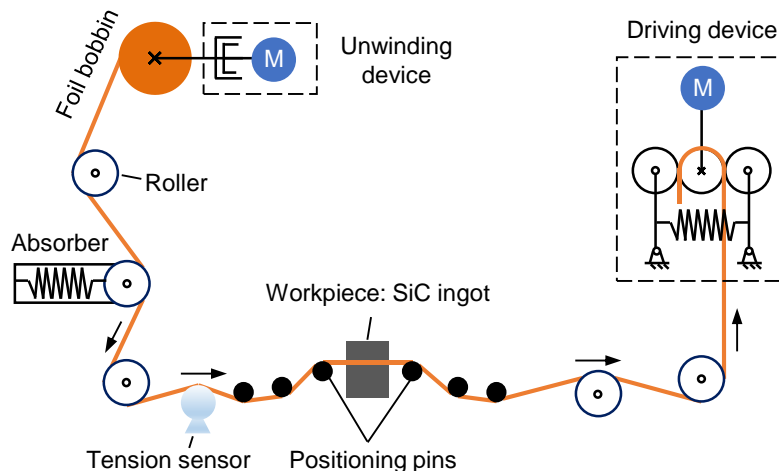 Foil bobbin
M
Unwinding
device
Driving device
M
Roller
Absorber
Workpiece: SiC ingot
Tension sensor
Positioning pins